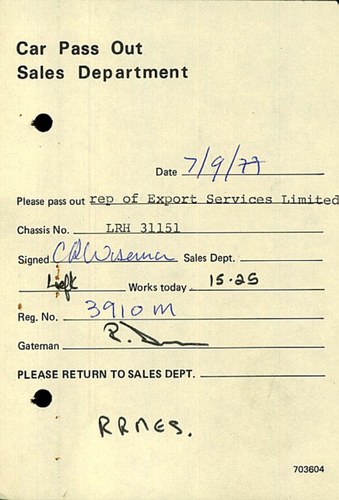 Car Pass Out
Sales Department
Date 7/9/77
Please pass out rep of Export Services Limited
Chassis No. LRH 31151
Signed CRWiseman Sales Dept.
Left Works today 15.25
Reg. No. 3910 M
Gateman R.
PLEASE RETURN TO SALES DEPT.
RRMES.
703604